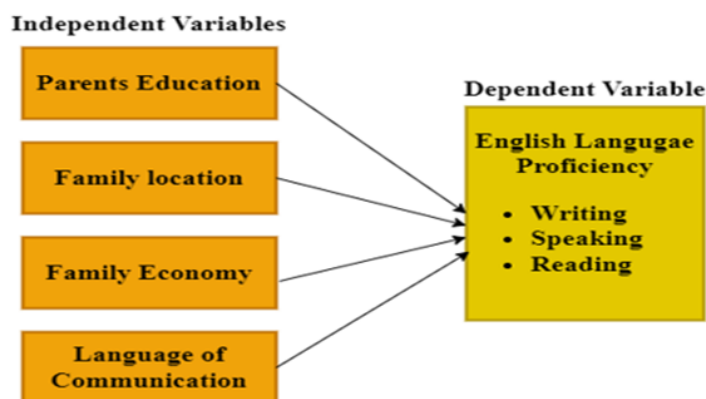 Independent Variables
Parents Education
Family location
Family Economy
Language of
Communication
Dependent Variable
English Langugae
Proficiency
• Writing
• Speaking
• Reading